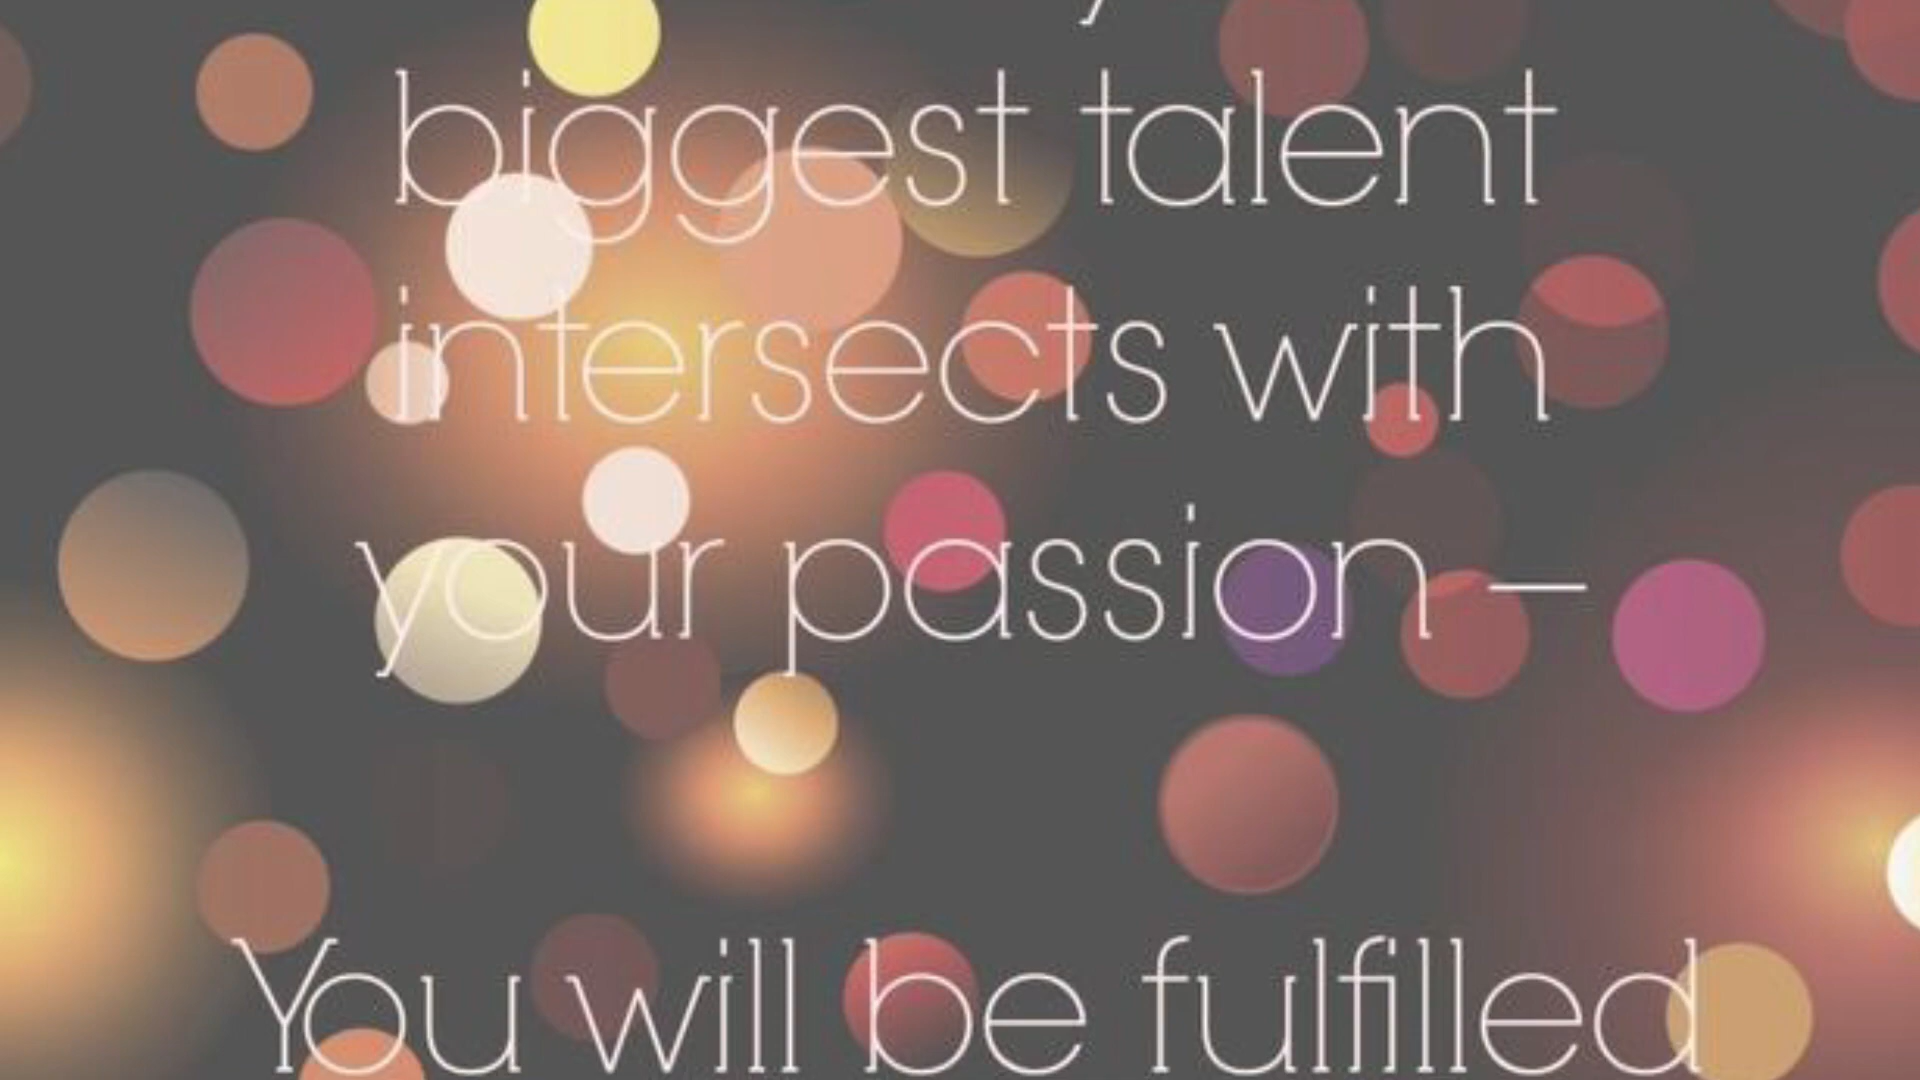 biggest talent
intersects with
your passion –
You will be fulfilled